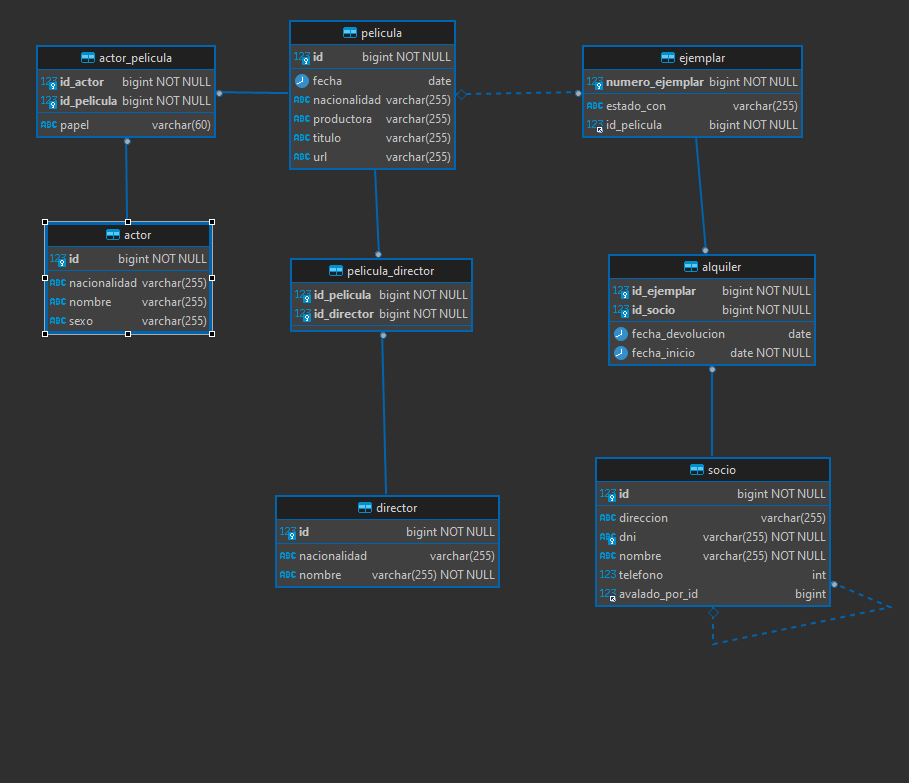 actor_pelicula
123 id_actor bigint NOT NULL
123 id_pelicula bigint NOT NULL
ABC papel varchar(60)
pelicula
123 id bigint NOT NULL
fecha date
ABC nacionalidad varchar(255)
ABC productora varchar(255)
ABC titulo varchar(255)
ABC url varchar(255)
ejemplar
123 numero_ejemplar bigint NOT NULL
ABC estado_con varchar(255)
123 id_pelicula bigint NOT NULL
actor
123 id bigint NOT NULL
ABC nacionalidad varchar(255)
ABC nombre varchar(255)
ABC sexo varchar(255)
pelicula_director
123 id_pelicula bigint NOT NULL
123 id_director bigint NOT NULL
alquiler
123 id_ejemplar bigint NOT NULL
123 id_socio bigint NOT NULL
fecha_devolucion date
fecha_inicio date NOT NULL
director
123 id bigint NOT NULL
ABC nacionalidad varchar(255)
ABC nombre varchar(255) NOT NULL
socio
123 id bigint NOT NULL
ABC direccion varchar(255)
ABC dni varchar(255) NOT NULL
ABC nombre varchar(255) NOT NULL
123 telefono int
123 avalado_por_id bigint